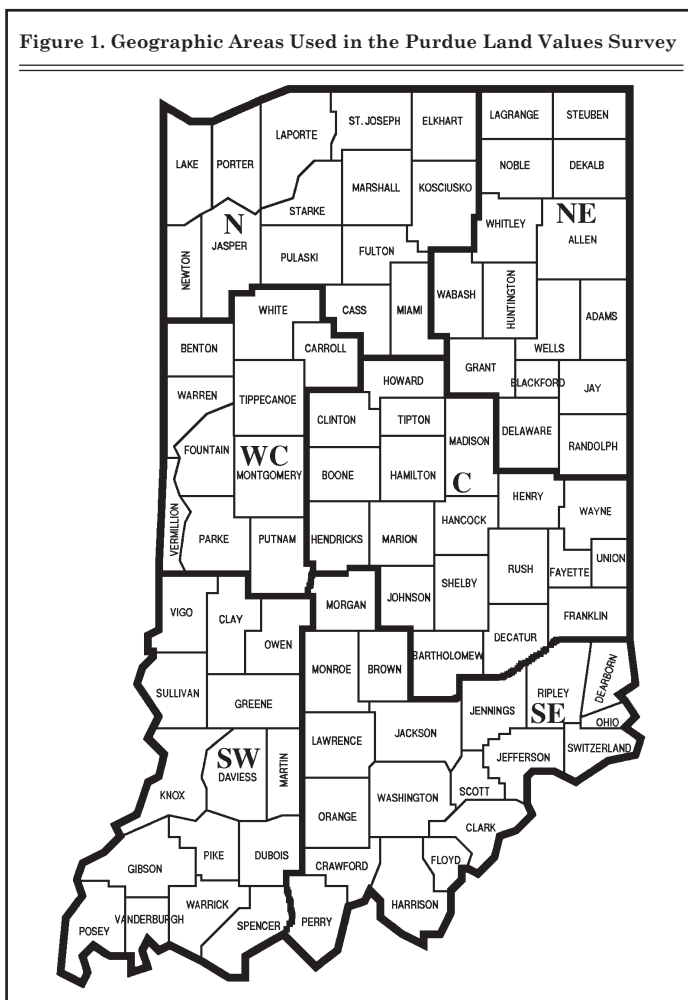 Figure 1. Geographic Areas Used in the Purdue Land Values Survey
LAGRANGE
STEUBEN
ST. JOSEPH
ELKHART
LAPORTE
LAKE
PORTER
NOBLE
DEKALB
MARSHALL
KOSCIUSKO
STARKE
N
NE
WHITLEY
ALLEN
JASPER
PULASKI
FULTON
NEWTON
WABASH
HUNTINGTON
WHITE
CASS
MIAMI
ADAMS
BENTON
CARROLL
WELLS
GRANT
BLACKFORD
JAY
HOWARD
WARREN
TIPPECANOE
CLINTON
TIPTON
MADISON
DELAWARE
RANDOLPH
FOUNTAIN
WC
MONTGOMERY
BOONE
HAMILTON
C
HENRY
WAYNE
VERMILLION
PARKE
PUTNAM
HENDRICKS
MARION
HANCOCK
UNION
RUSH
FAYETTE
SHELBY
MORGAN
JOHNSON
FRANKLIN
VIGO
CLAY
OWEN
DECATUR
BARTHOLOMEW
MONROE
BROWN
DEARBORN
SULLIVAN
GREENE
RIPLEY
SE
JENNINGS
OHIO
LAWRENCE
JACKSON
SWITZERLAND
JEFFERSON
SW
DAVIESS
MARTIN
KNOX
WASHINGTON
SCOTT
ORANGE
CLARK
PIKE
DUBOIS
FLOYD
GIBSON
CRAWFORD
HARRISON
WARRICK
VANDERBURGH
PERRY
POSEY
SPENCER